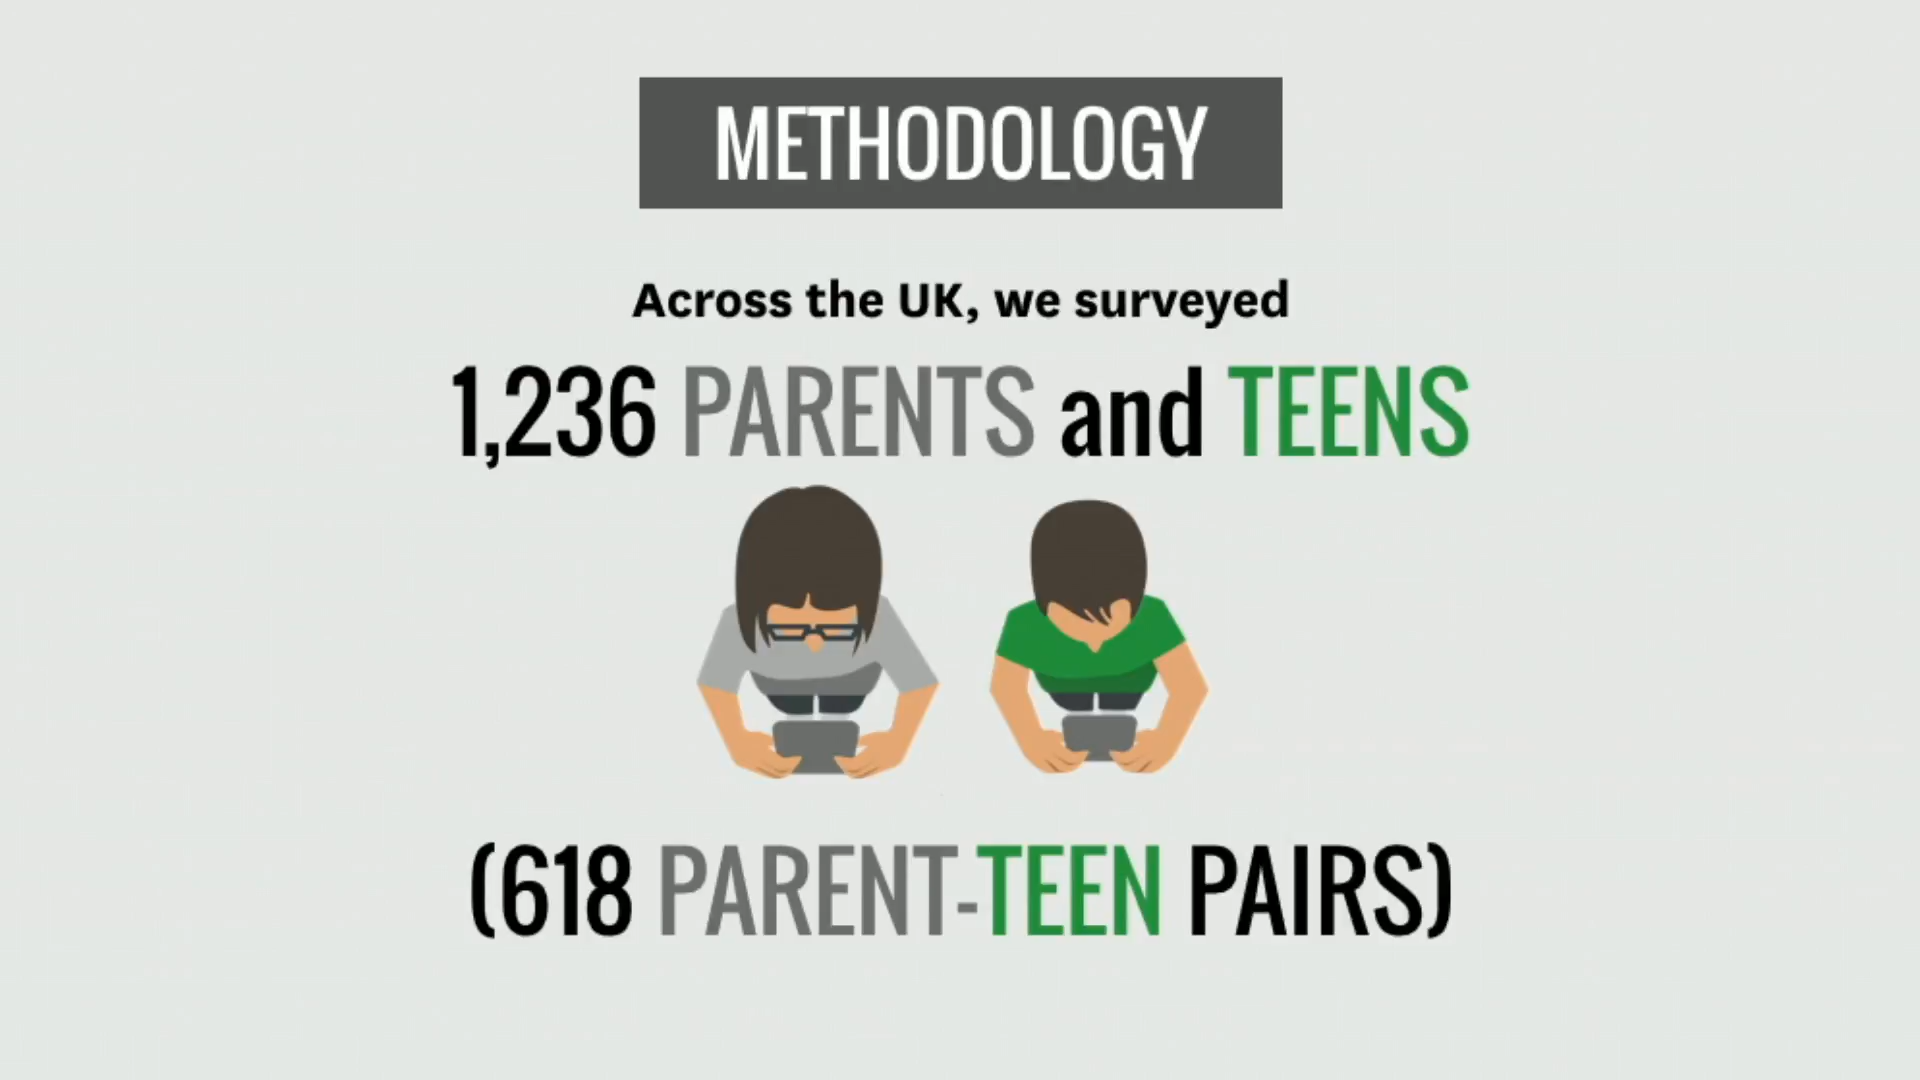 METHODOLOGY
Across the UK, we surveyed
1,236 PARENTS and TEENS
(618 PARENT-TEEN PAIRS)